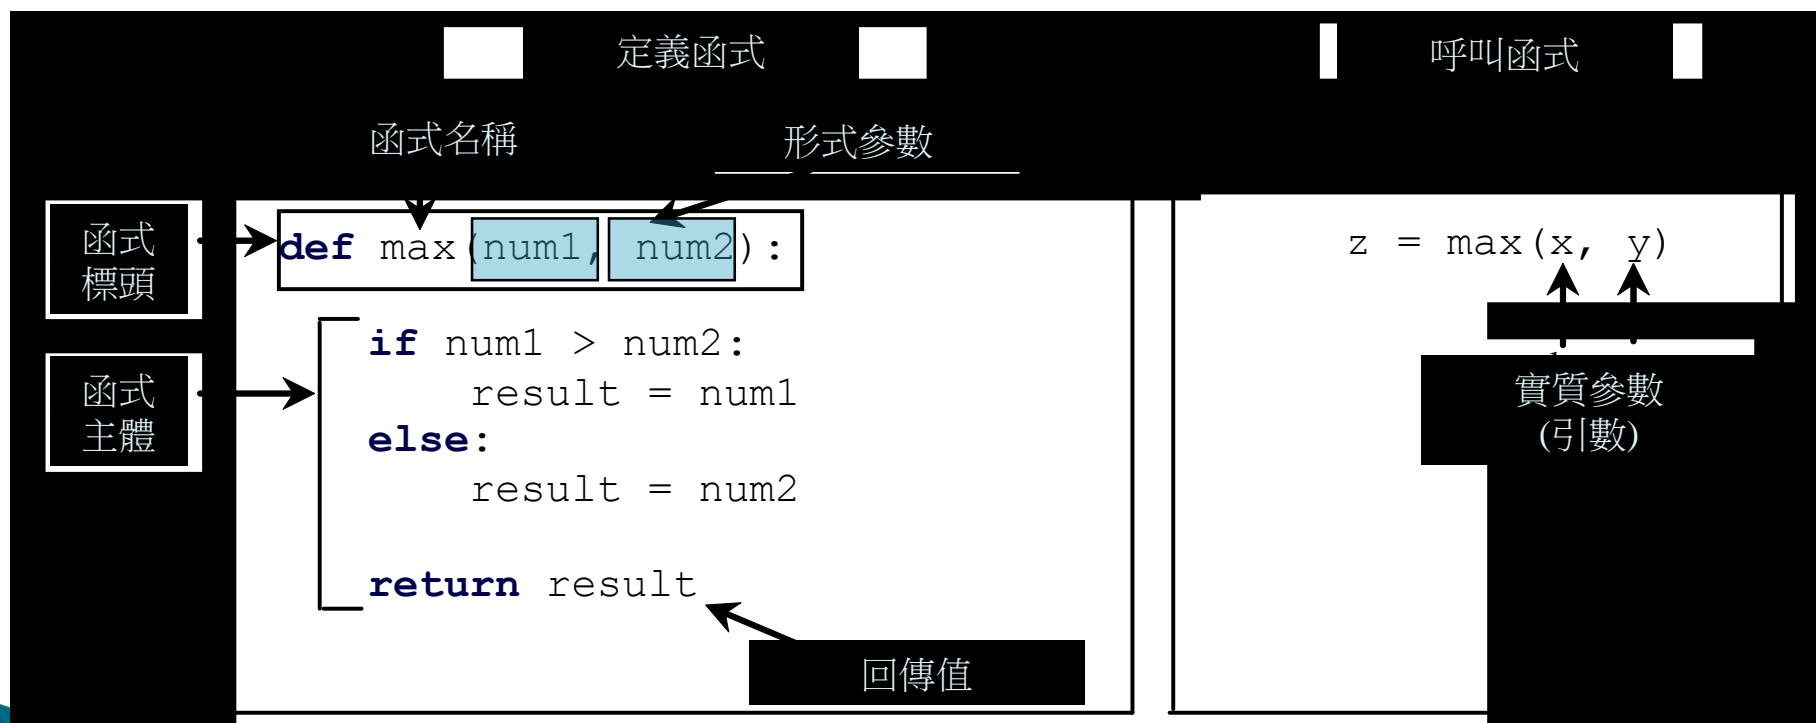 定義函式
呼叫函式
函式名稱
形式參數
函式
標頭
def max(num1, num2):
z = max(x, y)
if num1 > num2:
result = num1
else:
result = num2
return result
函式
主體
實質參數
(引數)
回傳值